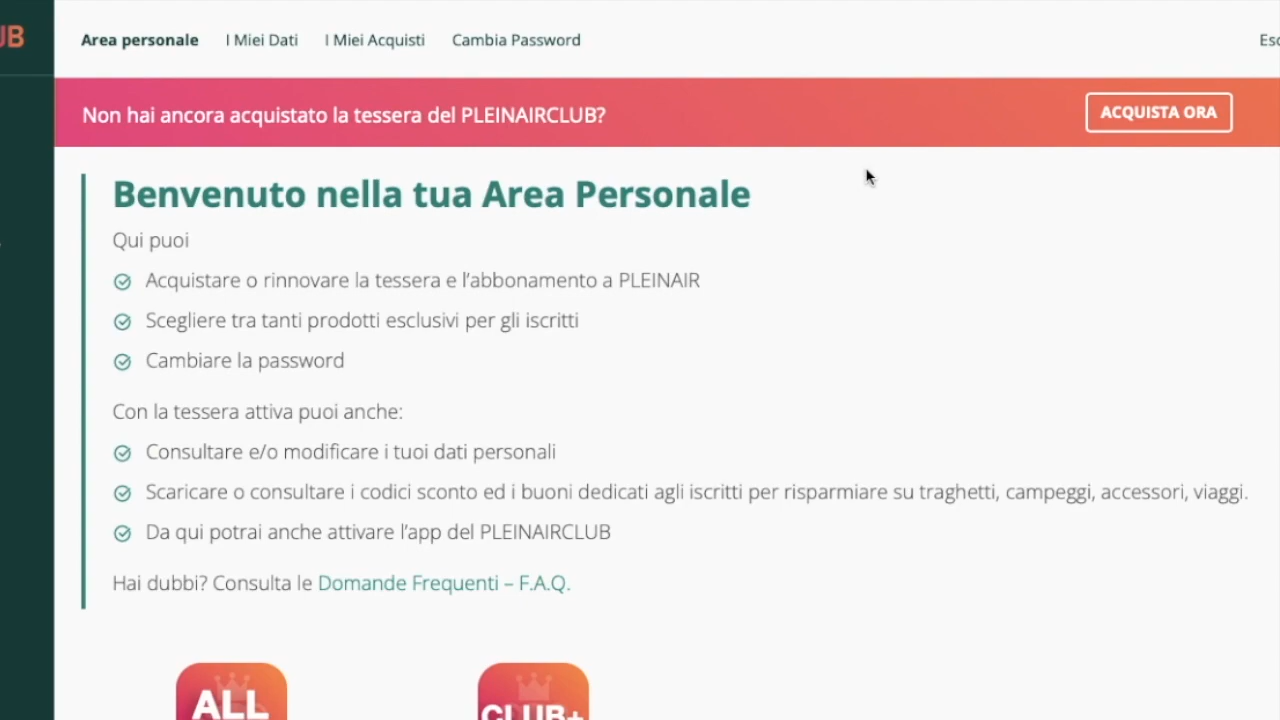 UB
Area personale I Miei Dati I Miei Acquisti Cambia Password Esc
Non hai ancora acquistato la tessera del PLEINAIRCLUB? ACQUISTA ORA
Benvenuto nella tua Area Personale
Qui puoi
Acquistare o rinnovare la tessera e l’abbonamento a PLEINAIR
Scegliere tra tanti prodotti esclusivi per gli iscritti
Cambiare la password
Con la tessera attiva puoi anche:
Consultare e/o modificare i tuoi dati personali
Scaricare o consultare i codici sconto ed i buoni dedicati agli iscritti per risparmiare su traghetti, campeggi, accessori, viaggi.
Da qui potrai anche attivare l’app del PLEINAIRCLUB
Hai dubbi? Consulta le Domande Frequenti – F.A.Q.
ALL CLUB+